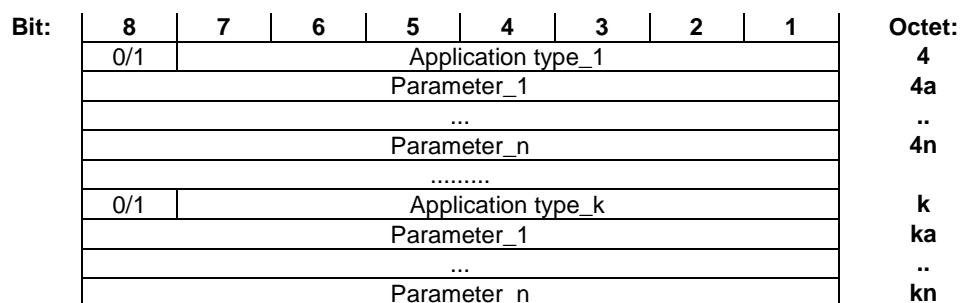 Bit: 8 7 6 5 4 3 2 1 Octet:
0/1 Application type_1 4
Parameter_1 4a
... ..
Parameter_n 4n
.........
0/1 Application type_k k
Parameter_1 ka
... ..
Parameter_n kn